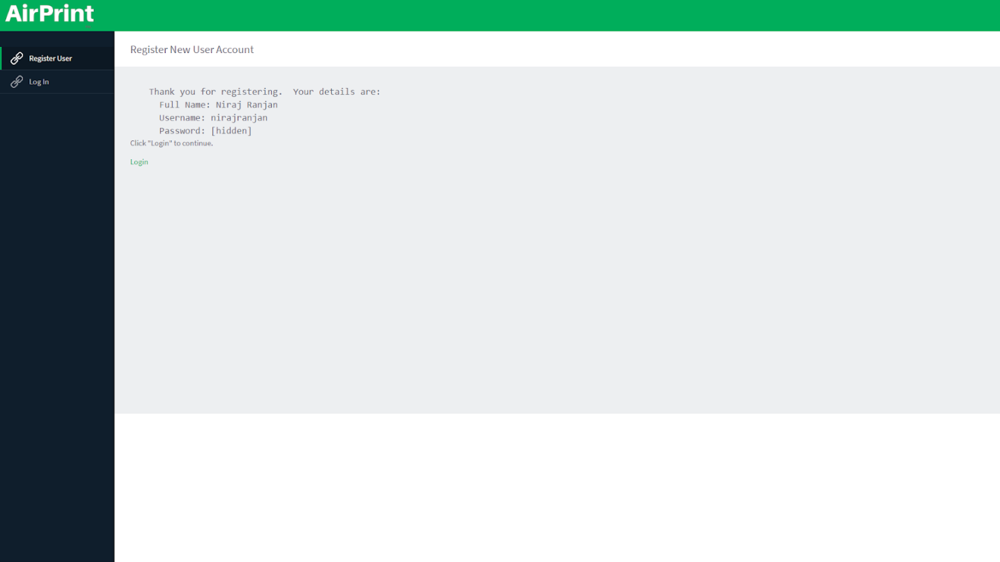 AirPrint
Register User
Log In
Register New User Account
Thank you for registering.  Your details are:
Full Name: Niraj Ranjan
Username: nirajranjan
Password: [hidden]
Click "Login" to continue.
Login